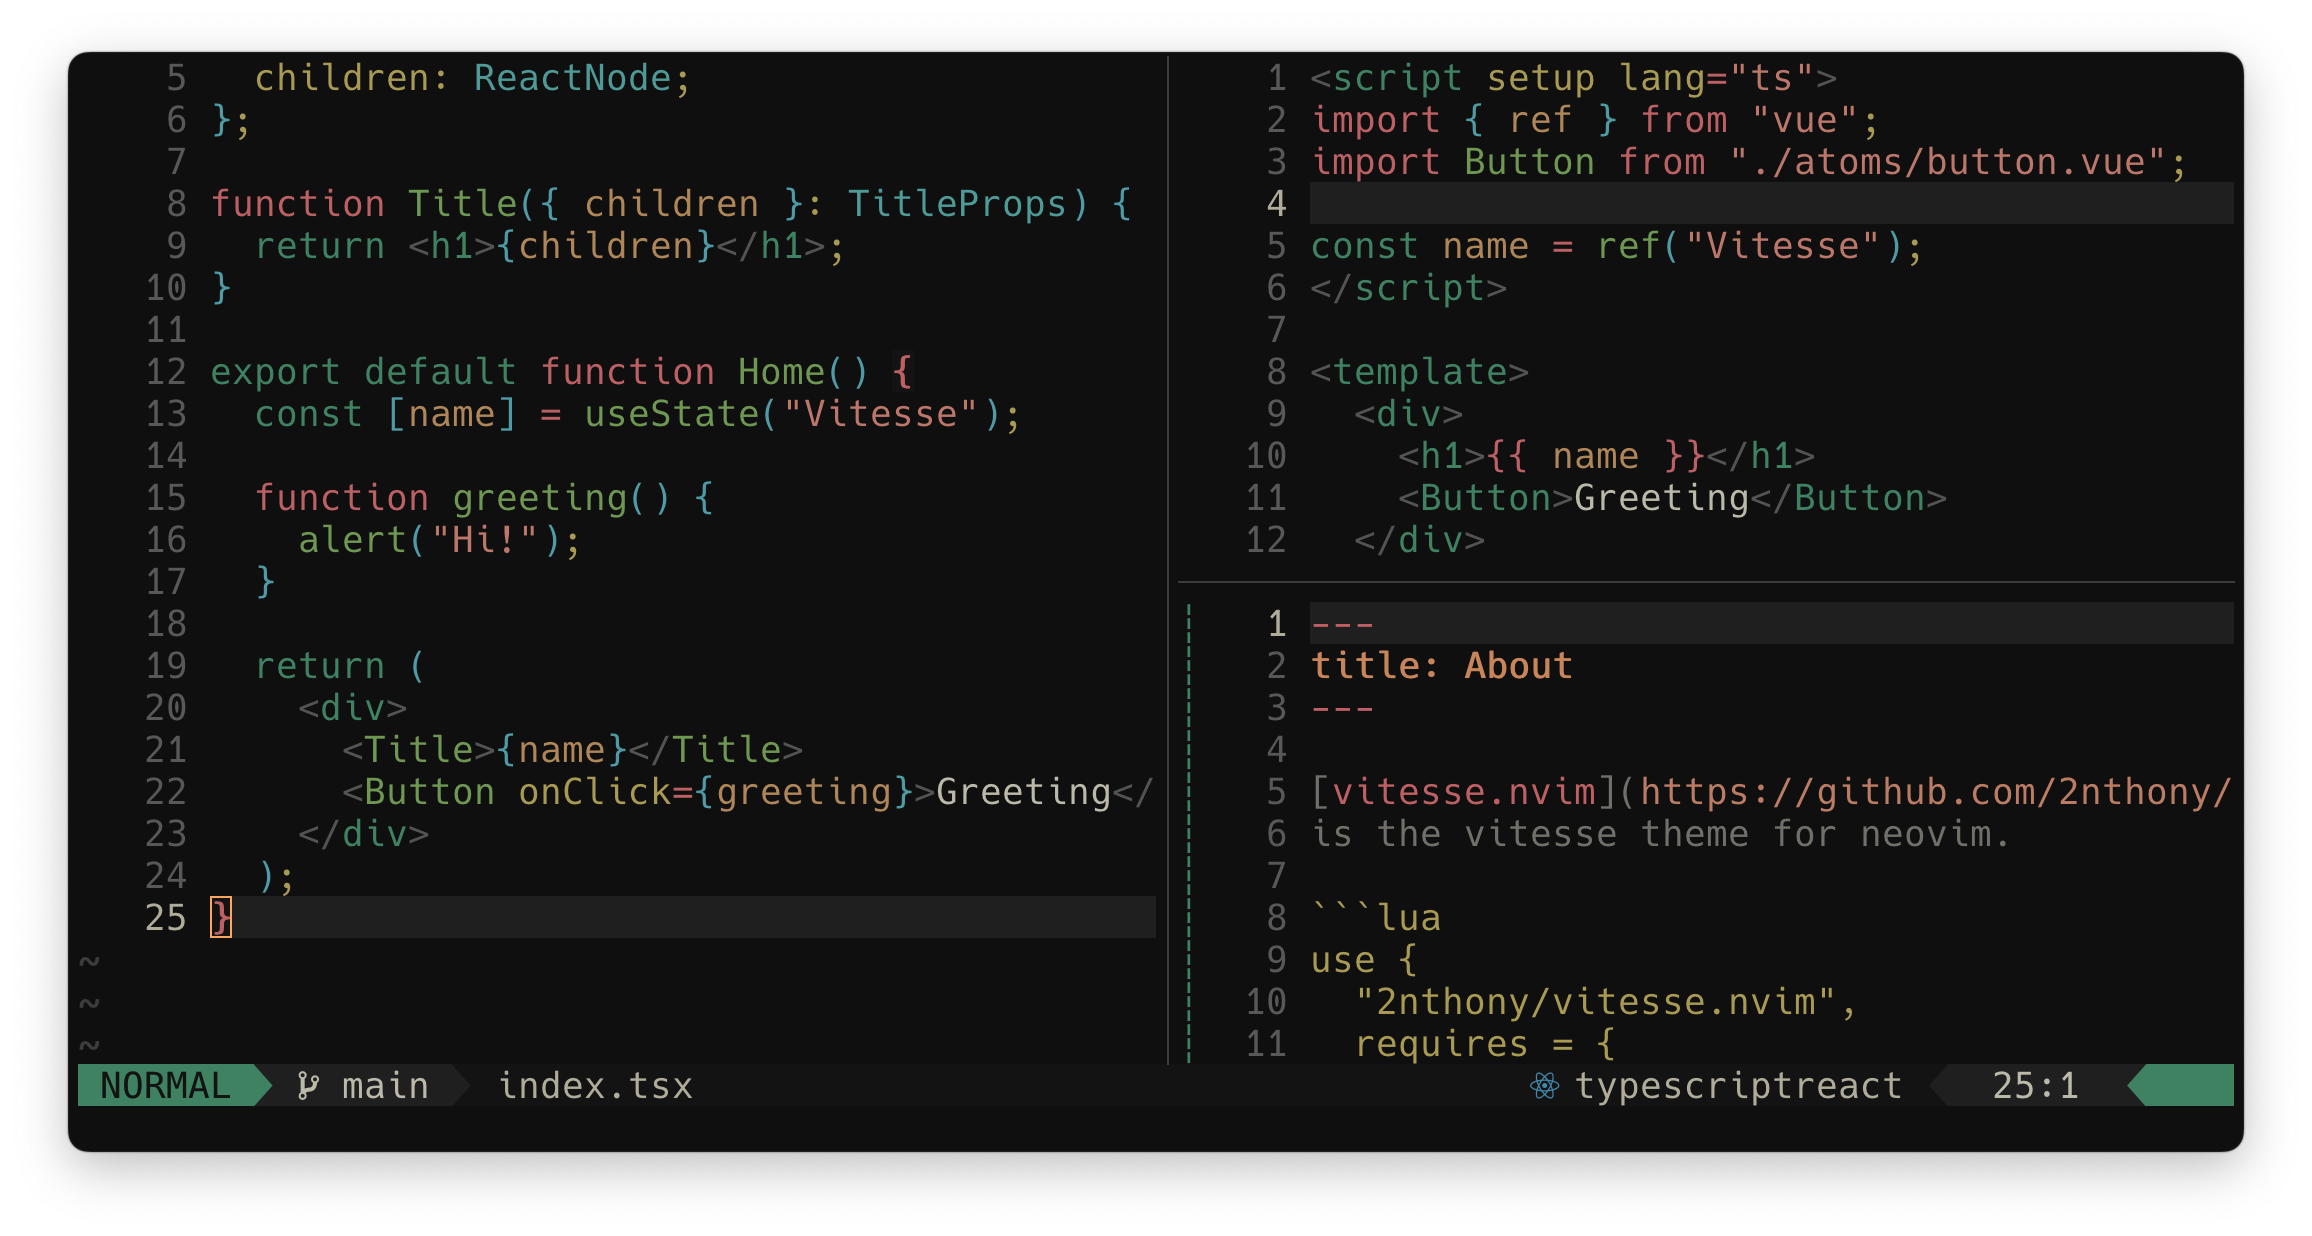 5   children: ReactNode;
6 };
7
8 function Title({ children }: TitleProps) {
9   return <h1>{children}</h1>;
10 }
11
12 export default function Home() {
13   const [name] = useState("Vitesse");
14
15   function greeting() {
16     alert("Hi!");
17   }
18
19   return (
20     <div>
21       <Title>{name}</Title>
22       <Button onClick={greeting}>Greeting</
23     </div>
24   );
25 }
~
~
~
1 <script setup lang="ts">
2 import { ref } from "vue";
3 import Button from "./atoms/button.vue";
4
5 const name = ref("Vitesse");
6 </script>
7
8 <template>
9   <div>
10     <h1>{{ name }}</h1>
11     <Button>Greeting</Button>
12   </div>
1 ---
2 title: About
3 ---
4
5 [vitesse.nvim](https://github.com/2nthony/
6 is the vitesse theme for neovim.
7
8 ```lua
9 use {
10   "2nthony/vitesse.nvim",
11   requires = {
NORMAL main index.tsx typescriptreact 25:1